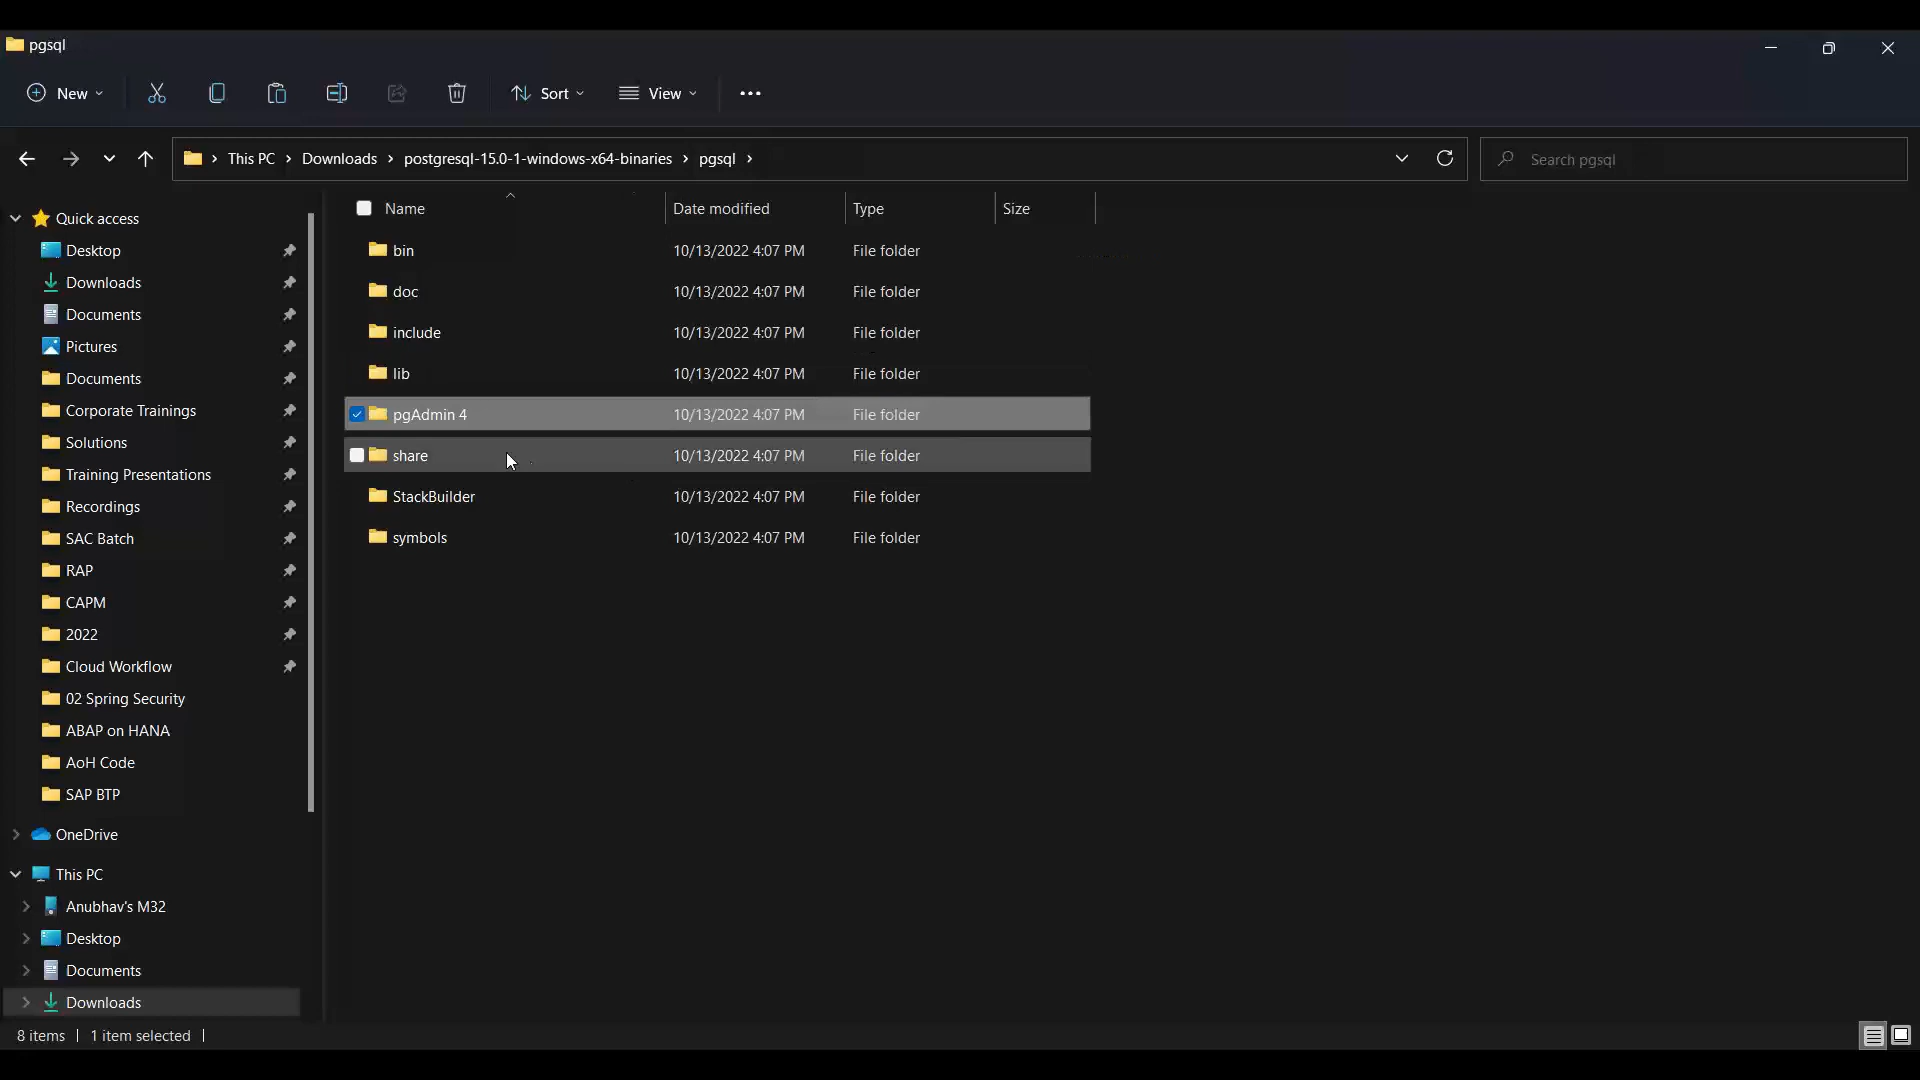 pgsql
New
Sort
View
This PC > Downloads > postgresql-15.0-1-windows-x64-binaries > pgsql >
Search pgsql
Name Date modified Type Size
bin 10/13/2022 4:07 PM File folder
doc 10/13/2022 4:07 PM File folder
include 10/13/2022 4:07 PM File folder
lib 10/13/2022 4:07 PM File folder
pgAdmin 4 10/13/2022 4:07 PM File folder
share 10/13/2022 4:07 PM File folder
StackBuilder 10/13/2022 4:07 PM File folder
symbols 10/13/2022 4:07 PM File folder
Quick access
Desktop
Downloads
Documents
Pictures
Documents
Corporate Trainings
Solutions
Training Presentations
Recordings
SAC Batch
RAP
CAPM
2022
Cloud Workflow
02 Spring Security
ABAP on HANA
AoH Code
SAP BTP
OneDrive
This PC
Anubhav's M32
Desktop
Documents
Downloads
8 items | 1 item selected |